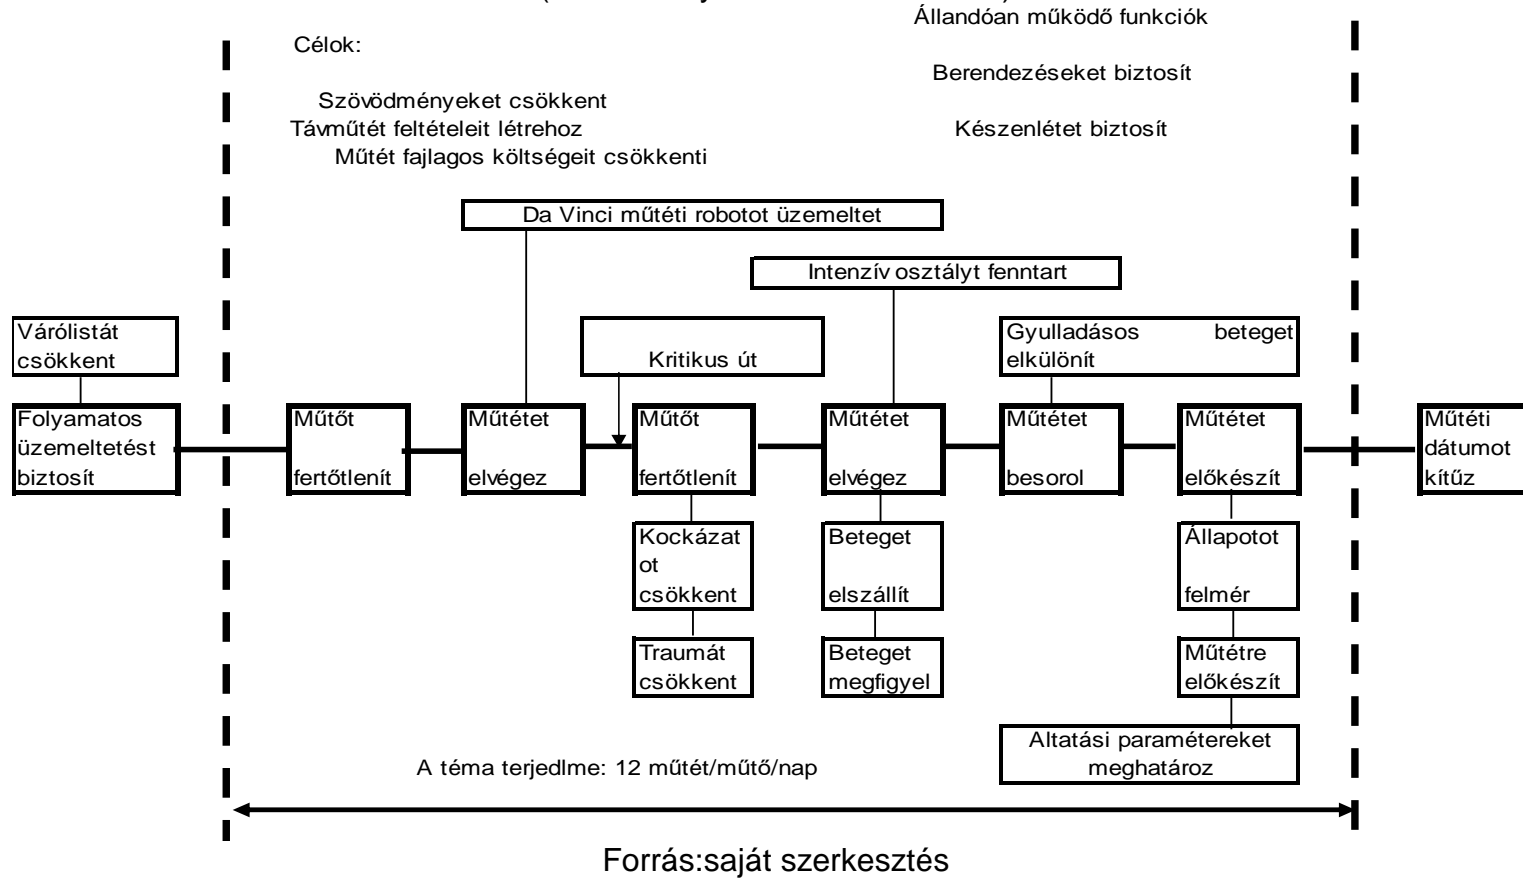 Állandóan működő funkciók
Célok:
Berendezéseket biztosít
Szövödményeket csökkent
Távműtét feltételeit létrehoz
Készenlétet biztosít
Műtét fajlagos költségeit csökkenti
Da Vinci műtéti robotot üzemeltet
Intenzív osztályt fenntart
Várólistát
csökkent
Kritikus út
Gyulladásos beteget
elkülönít
Folyamatos
üzemeltetést
biztosít
Műtőt
fertőtlenít
Műtétet
elvégez
Műtőt
fertőtlenít
Műtétet
elvégez
Műtétet
besorol
Műtétet
előkészít
Műtéti
dátumot
kítűz
Kockázat
ot
csökkent
Beteget
elszállít
Állapotot
felmér
Traumát
csökkent
Beteget
megfigyel
Műtétre
előkészít
Altatási paramétereket
meghatároz
A téma terjedlme: 12 műtét/műtő/nap
Forrás:saját szerkesztés